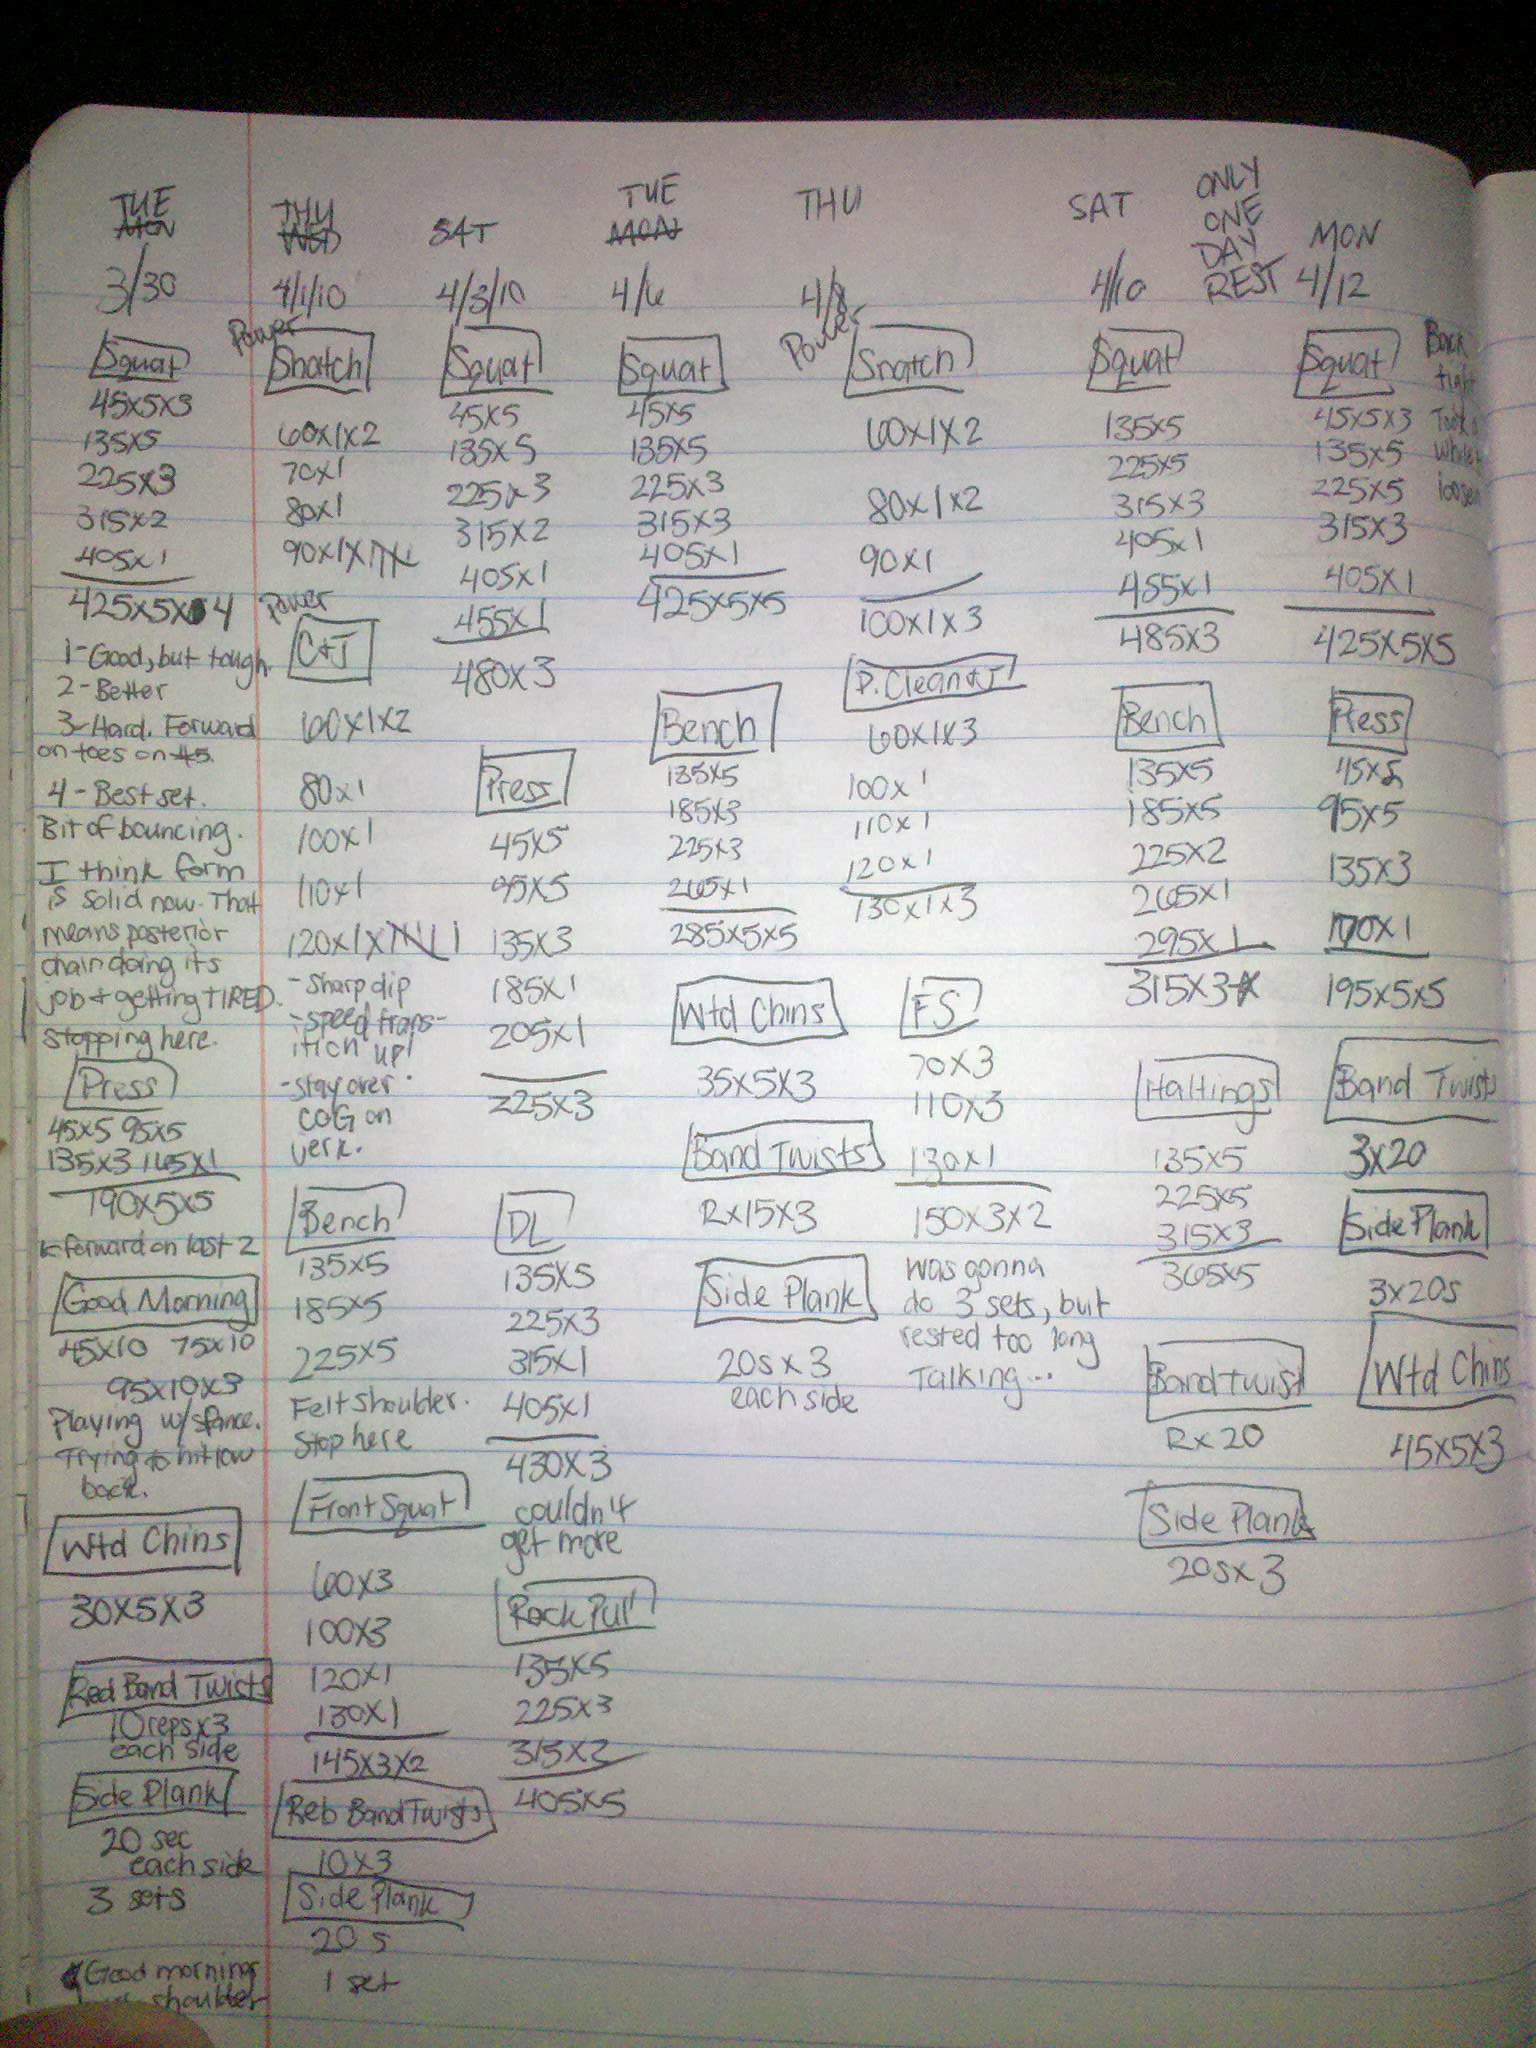 TUE
MON
3/30
Squat
45x5x3
135x5
225x3
315x2
405x1
425x5x4
1-Good, but tough.
2-Better
3-Hard. Forward
on toes on #5.
4-Best set.
Bit of bouncing.
I think form
is solid now. That
means posterior
chain doing its
job + getting TIRED.
stopping here.
Press
45x5 95x5
135x3 165x1
190x5x5
forward on last 2
Good Morning
45x10 75x10
95x10x3
Playing w/stance.
Trying to hit low
back.
Wtd Chins
30x5x3
Red Band Twists
10 reps x3
each side
Side Plank
20 sec
each side
3 sets
Good morning
shoulder
THU
WED
4/1/10
Power
Snatch
60x1x2
70x1
80x1
90x1x
Power
C+J
60x1x2
80x1
100x1
110x1
120x1x
-Sharp dip
-speed trans-
ition up!
-Stay over
COG on
jerk.
Bench
135x5
185x5
225x5
Felt shoulder.
Stop here
Front Squat
60x3
100x3
120x1
130x1
145x3x2
Reb Band Twists
10x3
Side Plank
20 s
1 set
SAT
4/3/10
Squat
45x5
135x5
225x3
315x2
405x1
455x1
480x3
Press
45x5
95x5
135x3
185x1
205x1
225x3
DL
135x5
225x3
315x1
405x1
430x3
couldn't
get more
Rack Pull
135x5
225x3
315x2
405x5
TUE
MON
4/6
Squat
45x5
135x5
225x3
315x3
405x1
425x5x5
Bench
135x5
185x3
225x3
265x1
285x5x5
Wtd Chins
35x5x3
Band Twists
Rx15x3
Side Plank
20s x 3
each side
THU
4/8
Power
Snatch
60x1x2
80x1x2
90x1
100x1x3
P. Clean + J
60x1x3
100x1
110x1
120x1
130x1x3
FS
70x3
110x3
130x1
150x3x2
was gonna
do 3 sets, but
rested too long
Talking...
SAT
4/10
Squat
135x5
225x5
315x3
405x1
455x1
485x3
Bench
135x5
185x5
225x2
265x1
295x1
315x3
Haltings
135x5
225x5
315x3
365x5
Band twist
Rx20
Side Plank
20s x 3
ONLY
ONE
DAY
REST
MON
4/12
Squat
45x5x3
135x5
225x5
315x3
405x1
425x5x5
Back
tight
Took a
while
loosen
Press
45x5
95x5
135x3
170x1
195x5x5
Band Twists
3x20
Side Plank
3x20s
Wtd Chins
45x5x3